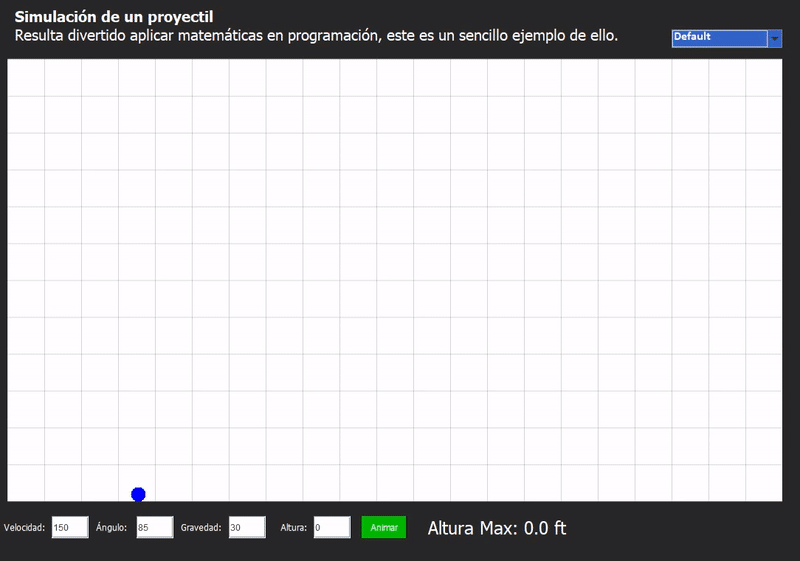 Simulación de un proyectil
Resulta divertido aplicar matemáticas en programación, este es un sencillo ejemplo de ello.
Default
Velocidad: 150 Ángulo: 85 Gravedad: 30 Altura: 0 Animar Altura Max: 0.0 ft